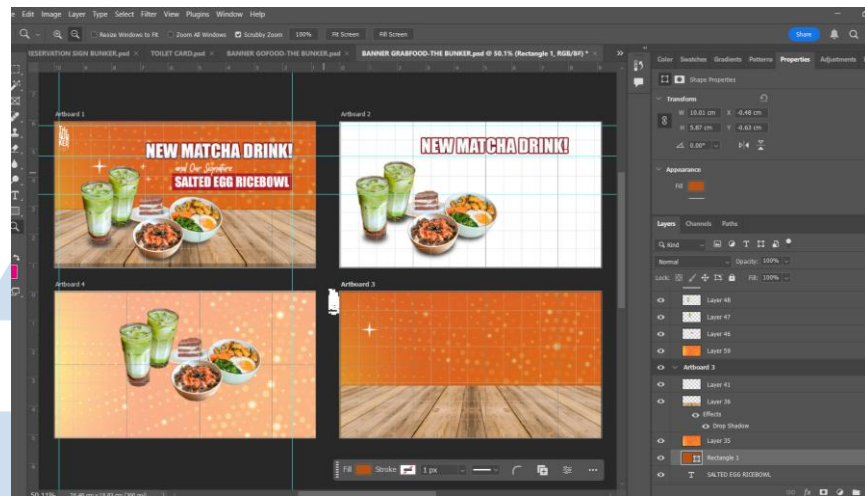 Edit Image Layer Type Select Filter View Plugins Window Help
Resize Windows to Fit Zoom All Windows Scrubby Zoom 100% Fit Screen Fill Screen Share
ESERVATION SIGN BUNKER.psd × TOILET CARD.psd × BANNER GOFOOD-THE BUNKER.psd × BANNER GRABFOOD-THE BUNKER.psd @ 50.1% (Rectangle 1, RGB/8#) * ×
Color Swatches Gradients Patterns Properties Adjustments
Shape Properties
Transform
W 10.01 cm X -0.48 cm
H 5.87 cm Y -0.63 cm
0.00°
Appearance
Fill
Layers Channels Paths
Kind
Normal Opacity: 100%
Lock: Fill: 100%
Layer 48
Layer 47
Layer 46
Layer 59
Artboard 3
Layer 41
Layer 36
Effects
Drop Shadow
Layer 35
Rectangle 1
T SALTED EGG RICEBOWL
Artboard 1
NEW MATCHA DRINK!
and Our Signature
SALTED EGG RICEBOWL
Artboard 2
NEW MATCHA DRINK!
Artboard 4
Artboard 3
Fill Stroke 1 px